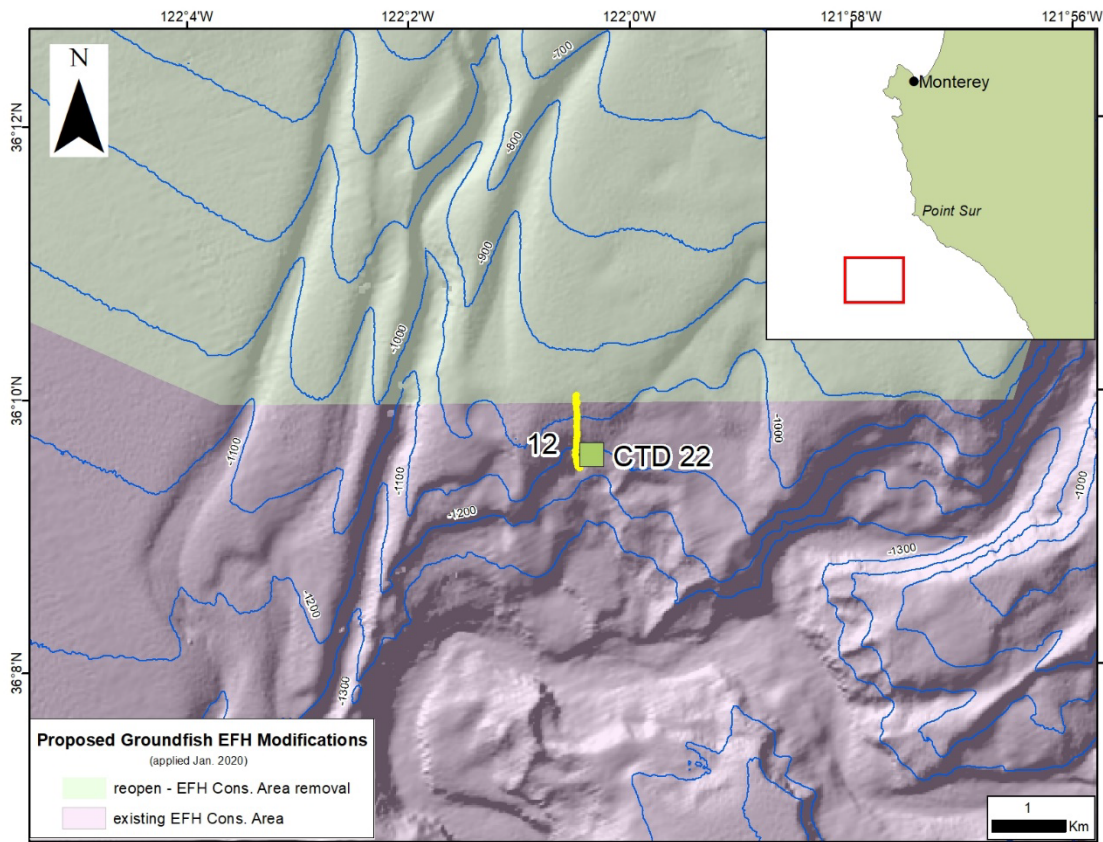 122°4'W
122°2'W
122°0'W
121°58'W
121°56'W
N
36°12'N
36°10'N
36°8'N
-700
-800
-900
-1000
-1100
-1100
-1200
-1200
-1300
-1000
-1300
-1000
12
CTD 22
Monterey
Point Sur
Proposed Groundfish EFH Modifications
(applied Jan. 2020)
reopen - EFH Cons. Area removal
existing EFH Cons. Area
1
Km